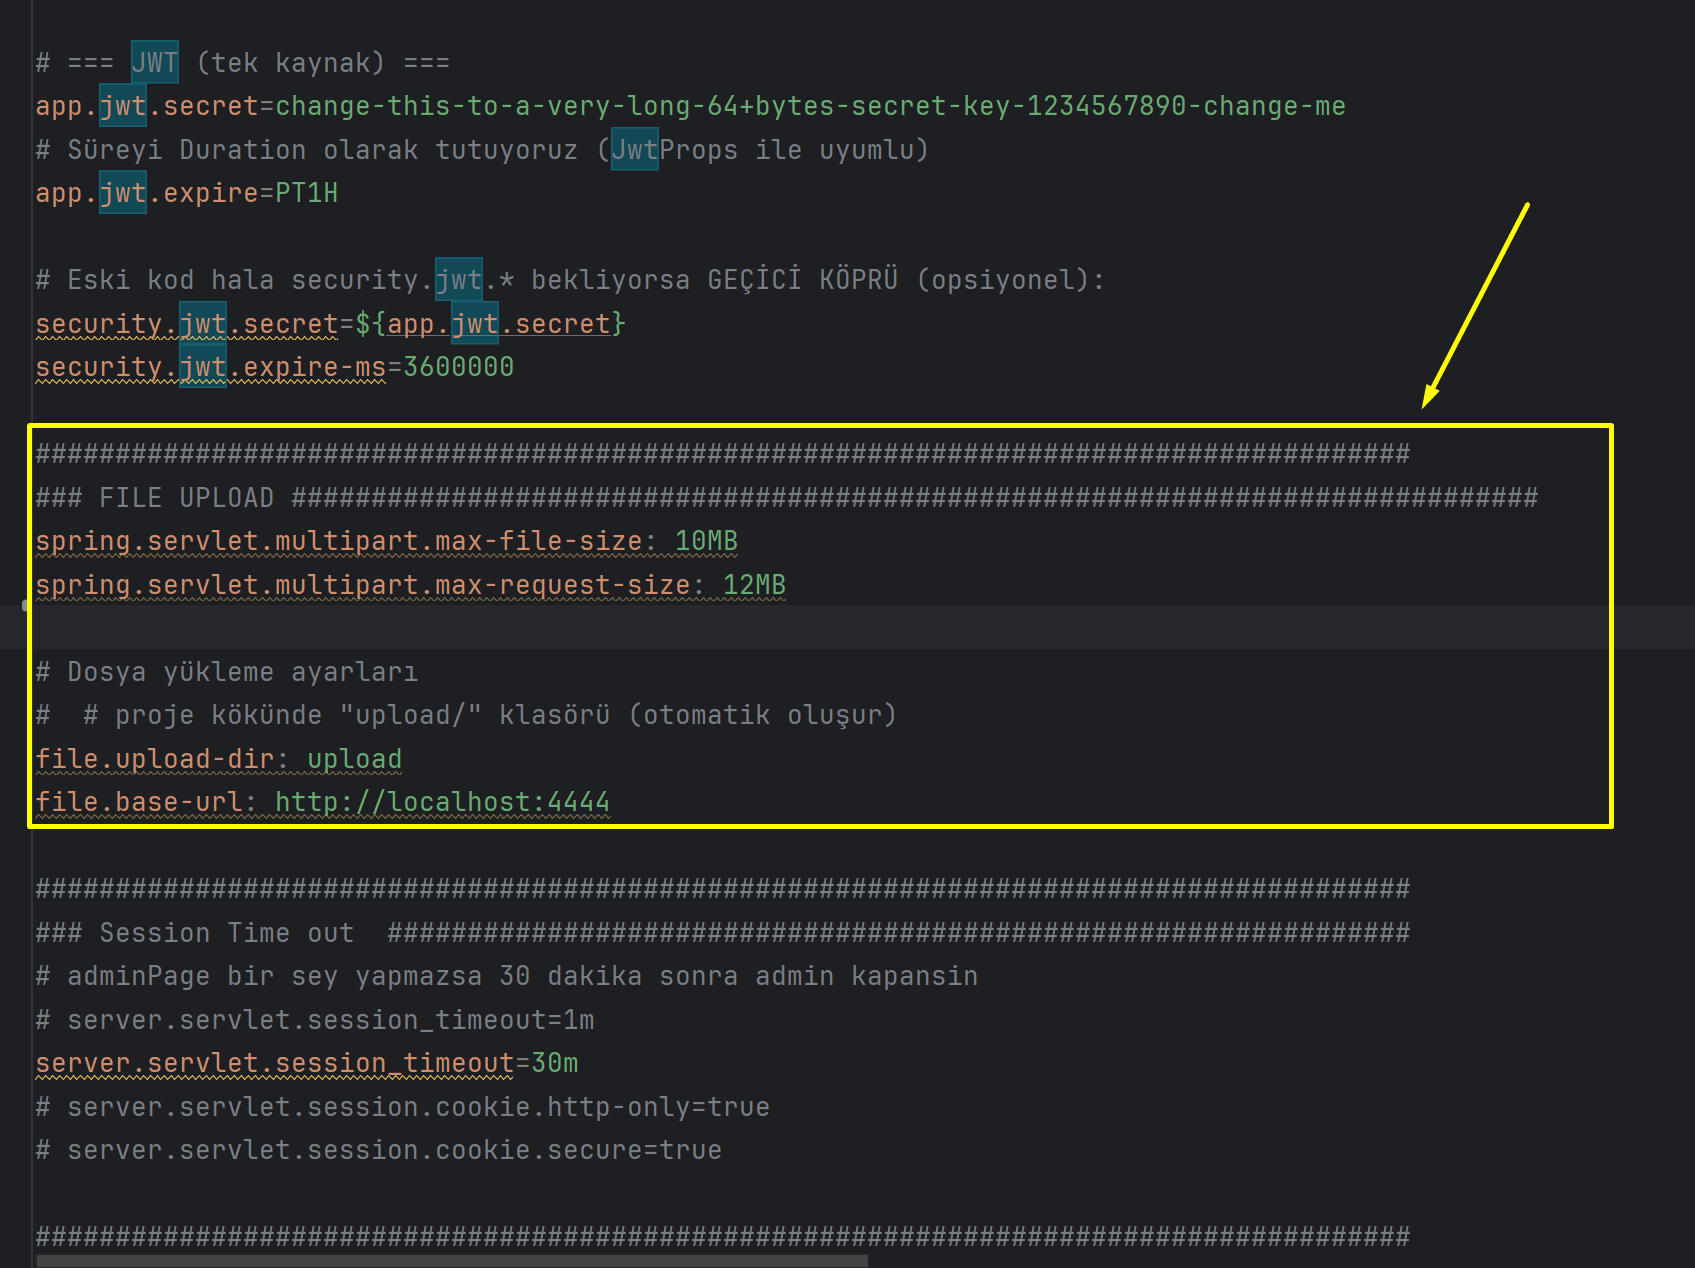 # === JWT (tek kaynak) ===
app.jwt.secret=change-this-to-a-very-long-64+bytes-secret-key-1234567890-change-me
# Süreyi Duration olarak tutuyoruz (JwtProps ile uyumlu)
app.jwt.expire=PT1H
# Eski kod hala security.jwt.* bekliyorsa GEÇİCİ KÖPRÜ (opsiyonel):
security.jwt.secret=${app.jwt.secret}
security.jwt.expire-ms=3600000
######################################################################################
### FILE UPLOAD ##############################################################################
spring.servlet.multipart.max-file-size: 10MB
spring.servlet.multipart.max-request-size: 12MB
# Dosya yükleme ayarları
#  # proje kökünde "upload/" klasörü (otomatik oluşur)
file.upload-dir: upload
file.base-url: http://localhost:4444
######################################################################################
### Session Time out  ################################################################
# adminPage bir sey yapmazsa 30 dakika sonra admin kapansin
# server.servlet.session_timeout=1m
server.servlet.session_timeout=30m
# server.servlet.session.cookie.http-only=true
# server.servlet.session.cookie.secure=true
######################################################################################